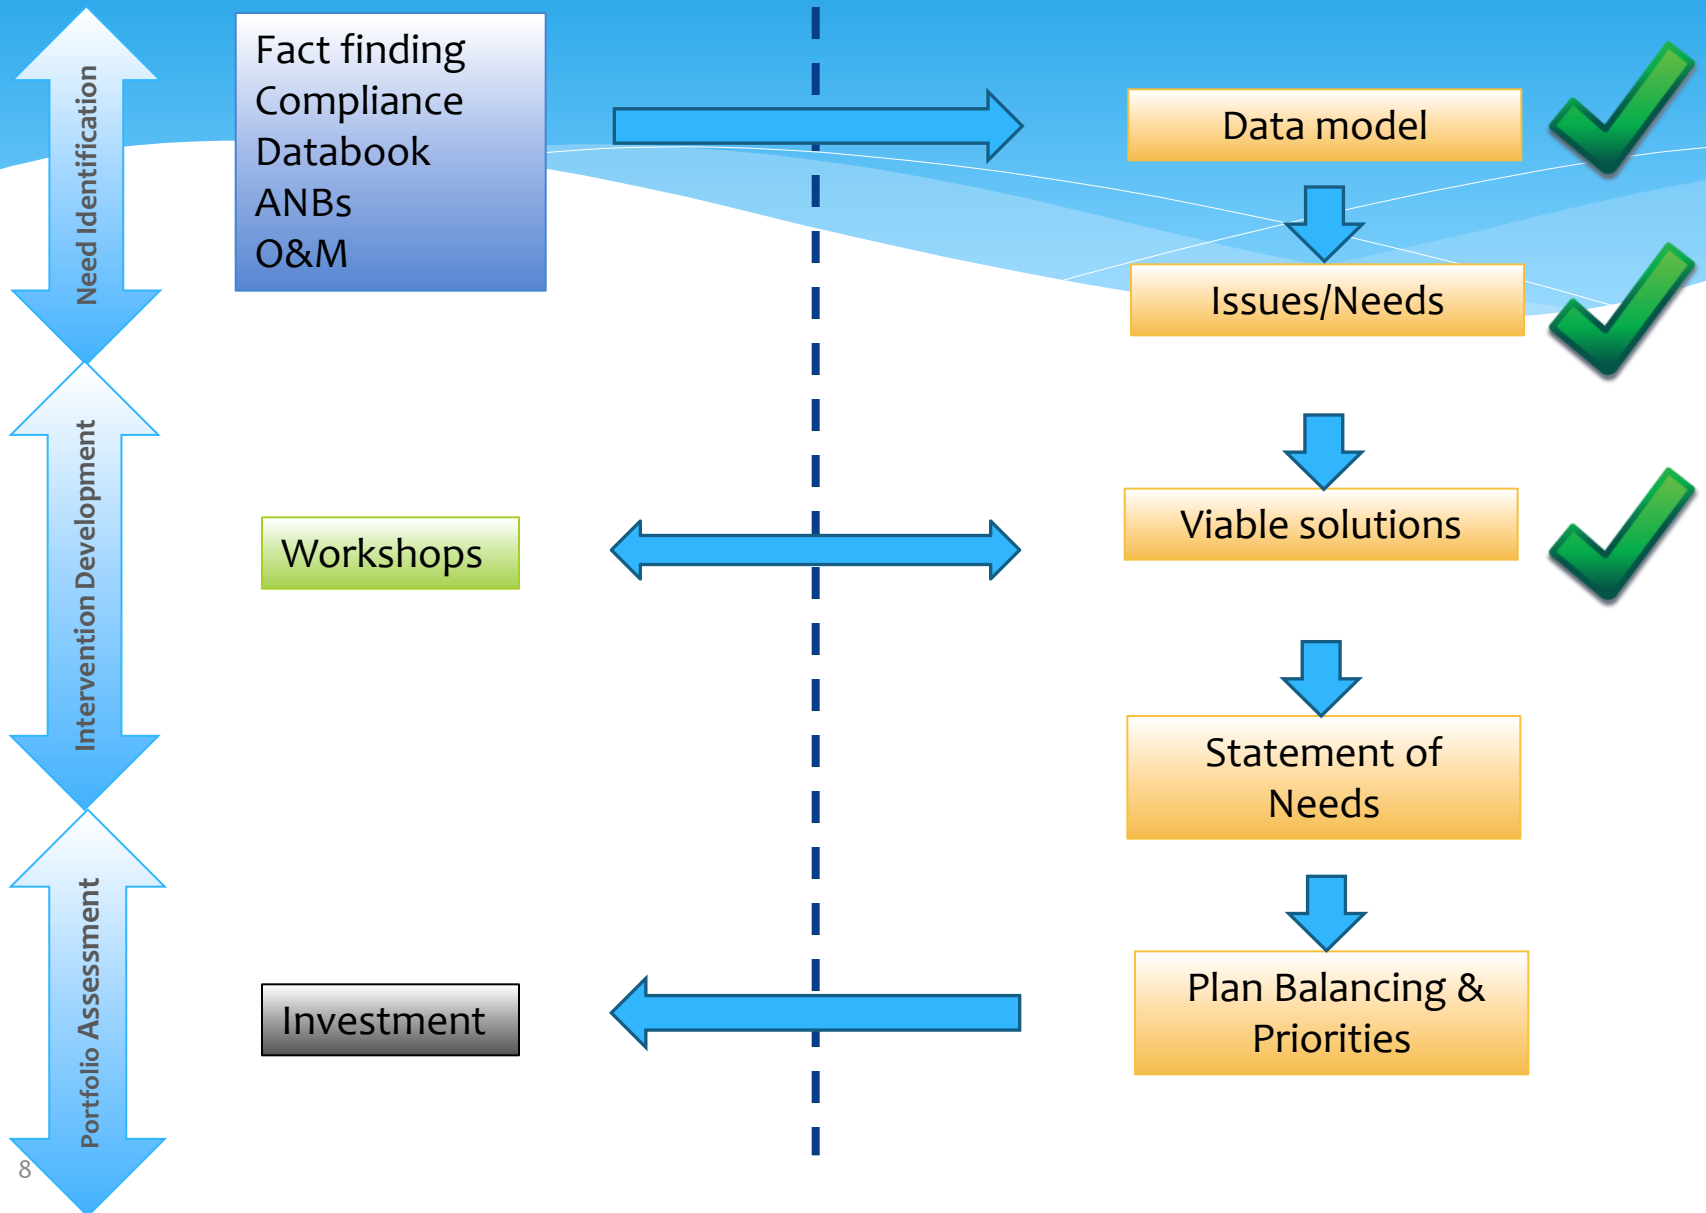 Need Identification
Fact finding
Compliance
Databook
ANBs
O&M
Data model
Issues/Needs
Intervention Development
Workshops
Viable solutions
Statement of
Needs
Portfolio Assessment
Investment
Plan Balancing &
Priorities
8